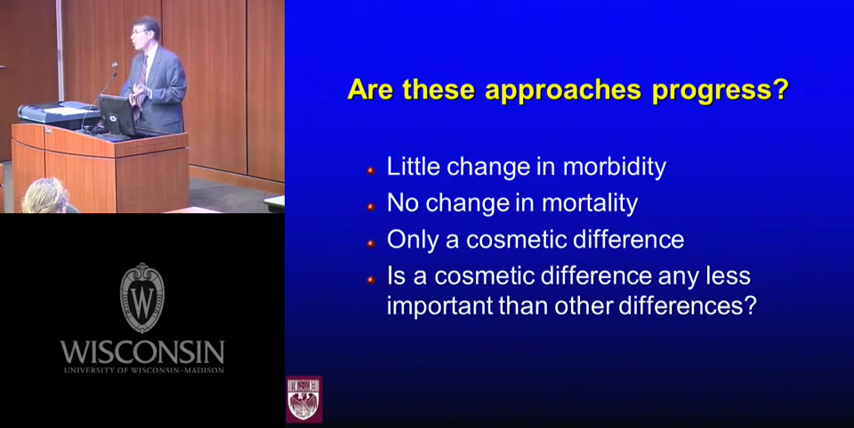 Are these approaches progress?
Little change in morbidity
No change in mortality
Only a cosmetic difference
Is a cosmetic difference any less
important than other differences?
W
WISCONSIN
UNIVERSITY OF WISCONSIN–MADISON